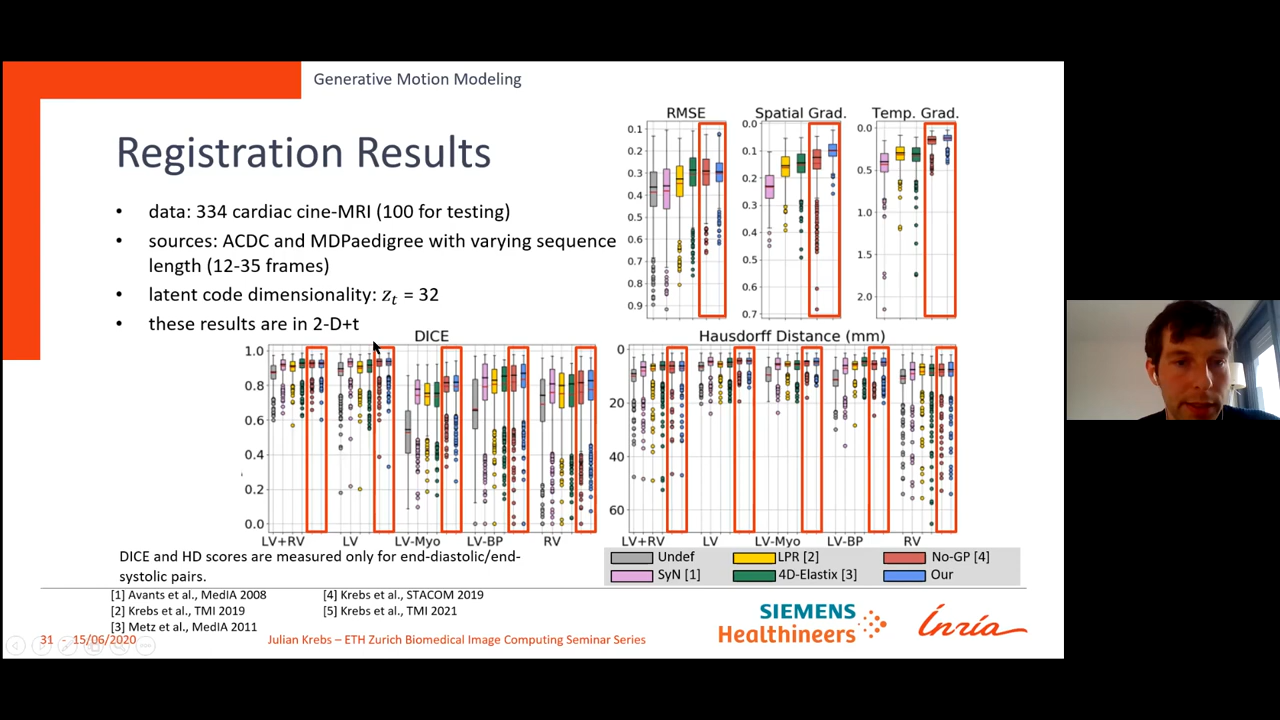 Generative Motion Modeling
Registration Results
• data: 334 cardiac cine-MRI (100 for testing)
• sources: ACDC and MDPaedigree with varying sequence
length (12-35 frames)
• latent code dimensionality: z_t = 32
• these results are in 2-D+t
RMSE
0.1
0.3
0.4
0.5
0.6
0.7
0.8
0.9
Spatial Grad.
0.0
0.1
0.2
0.3
0.4
0.5
0.6
0.7
Temp. Grad.
0.0
0.5
1.0
1.5
2.0
DICE
1.0
0.8
0.6
0.4
0.2
0.0
LV+RV LV LV-Myo LV-BP RV
Hausdorff Distance (mm)
0
20
40
60
LV+RV LV LV-Myo LV-BP RV
DICE and HD scores are measured only for end-diastolic/end-
systolic pairs.
Undef LPR [2] No-GP [4]
SyN [1] 4D-Elastix [3] Our
[1] Avants et al., MedIA 2008
[2] Krebs et al., TMI 2019
[3] Metz et al., MedIA 2011
[4] Krebs et al., STACOM 2019
[5] Krebs et al., TMI 2021
31 - 15/06/2020
Julian Krebs – ETH Zurich Biomedical Image Computing Seminar Series
SIEMENS
Healthineers
Inria